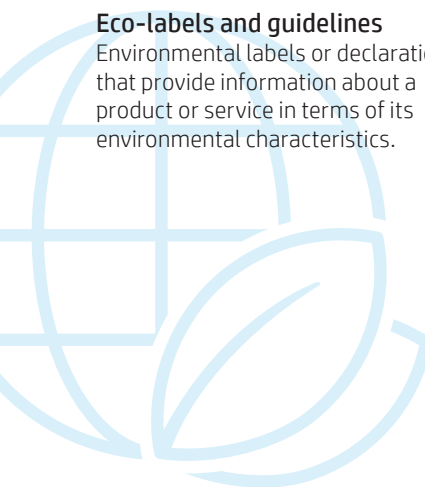 Eco-labels and guidelines
Environmental labels or declarati
that provide information about a
product or service in terms of its
environmental characteristics.